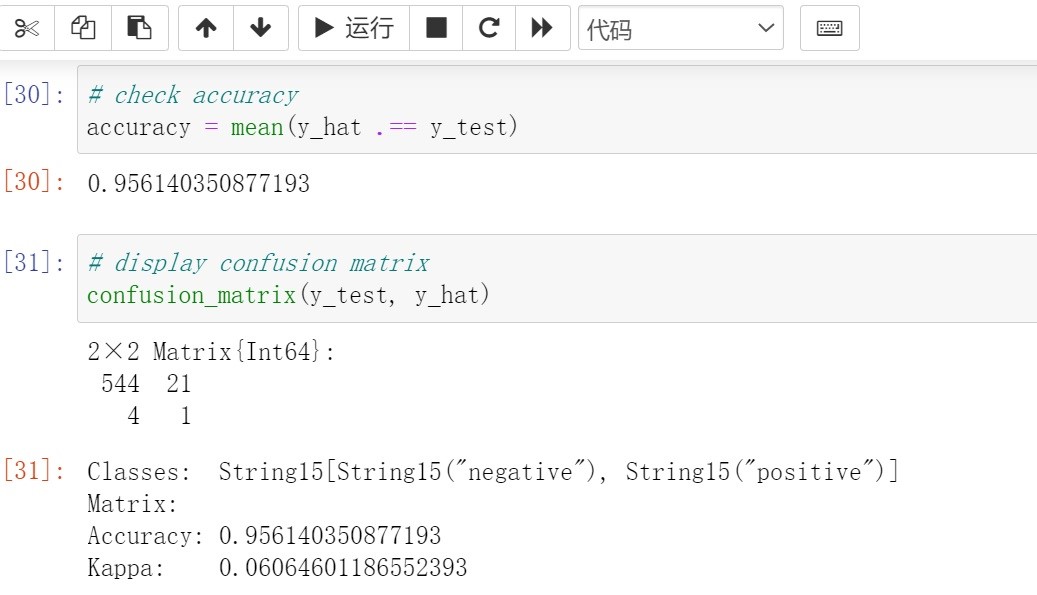 运行
代码
[30]: # check accuracy
accuracy = mean(y_hat .== y_test)
[30]: 0.956140350877193
[31]: # display confusion matrix
confusion_matrix(y_test, y_hat)
2×2 Matrix{Int64}:
544 21
4 1
[31]: Classes: String15[String15("negative"), String15("positive")]
Matrix:
Accuracy: 0.956140350877193
Kappa: 0.06064601186552393